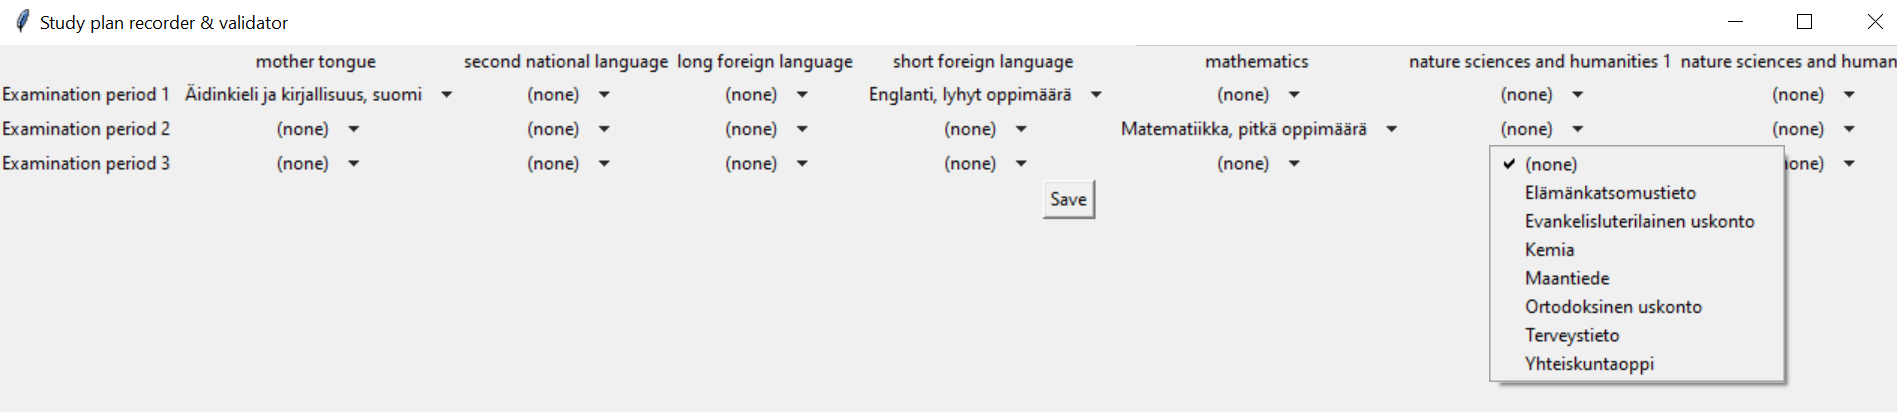 Study plan recorder & validator
mother tongue second national language long foreign language short foreign language mathematics nature sciences and humanities 1 nature sciences and human
Examination period 1 Äidinkieli ja kirjallisuus, suomi (none) (none) Englanti, lyhyt oppimäärä (none) (none) (none)
Examination period 2 (none) (none) (none) (none) Matematiikka, pitkä oppimäärä (none) (none)
Examination period 3 (none) (none) (none) (none) (none) none)
(none)
Save
Elämänkatsomustieto
Evankelisluterilainen uskonto
Kemia
Maantiede
Ortodoksinen uskonto
Terveystieto
Yhteiskuntaoppi